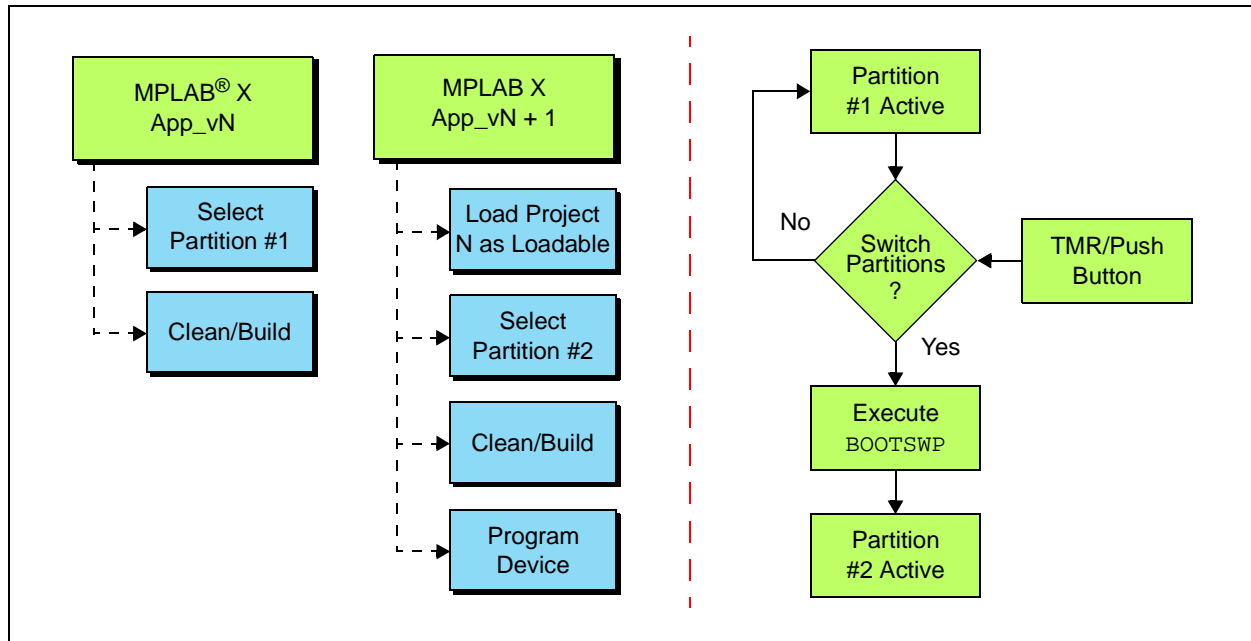 MPLAB® X
App_vN
Select
Partition #1
Clean/Build
MPLAB X
App_vN + 1
Load Project
N as Loadable
Select
Partition #2
Clean/Build
Program
Device
Partition
#1 Active
No
Switch
Partitions
?
TMR/Push
Button
Yes
Execute
BOOTSWP
Partition
#2 Active